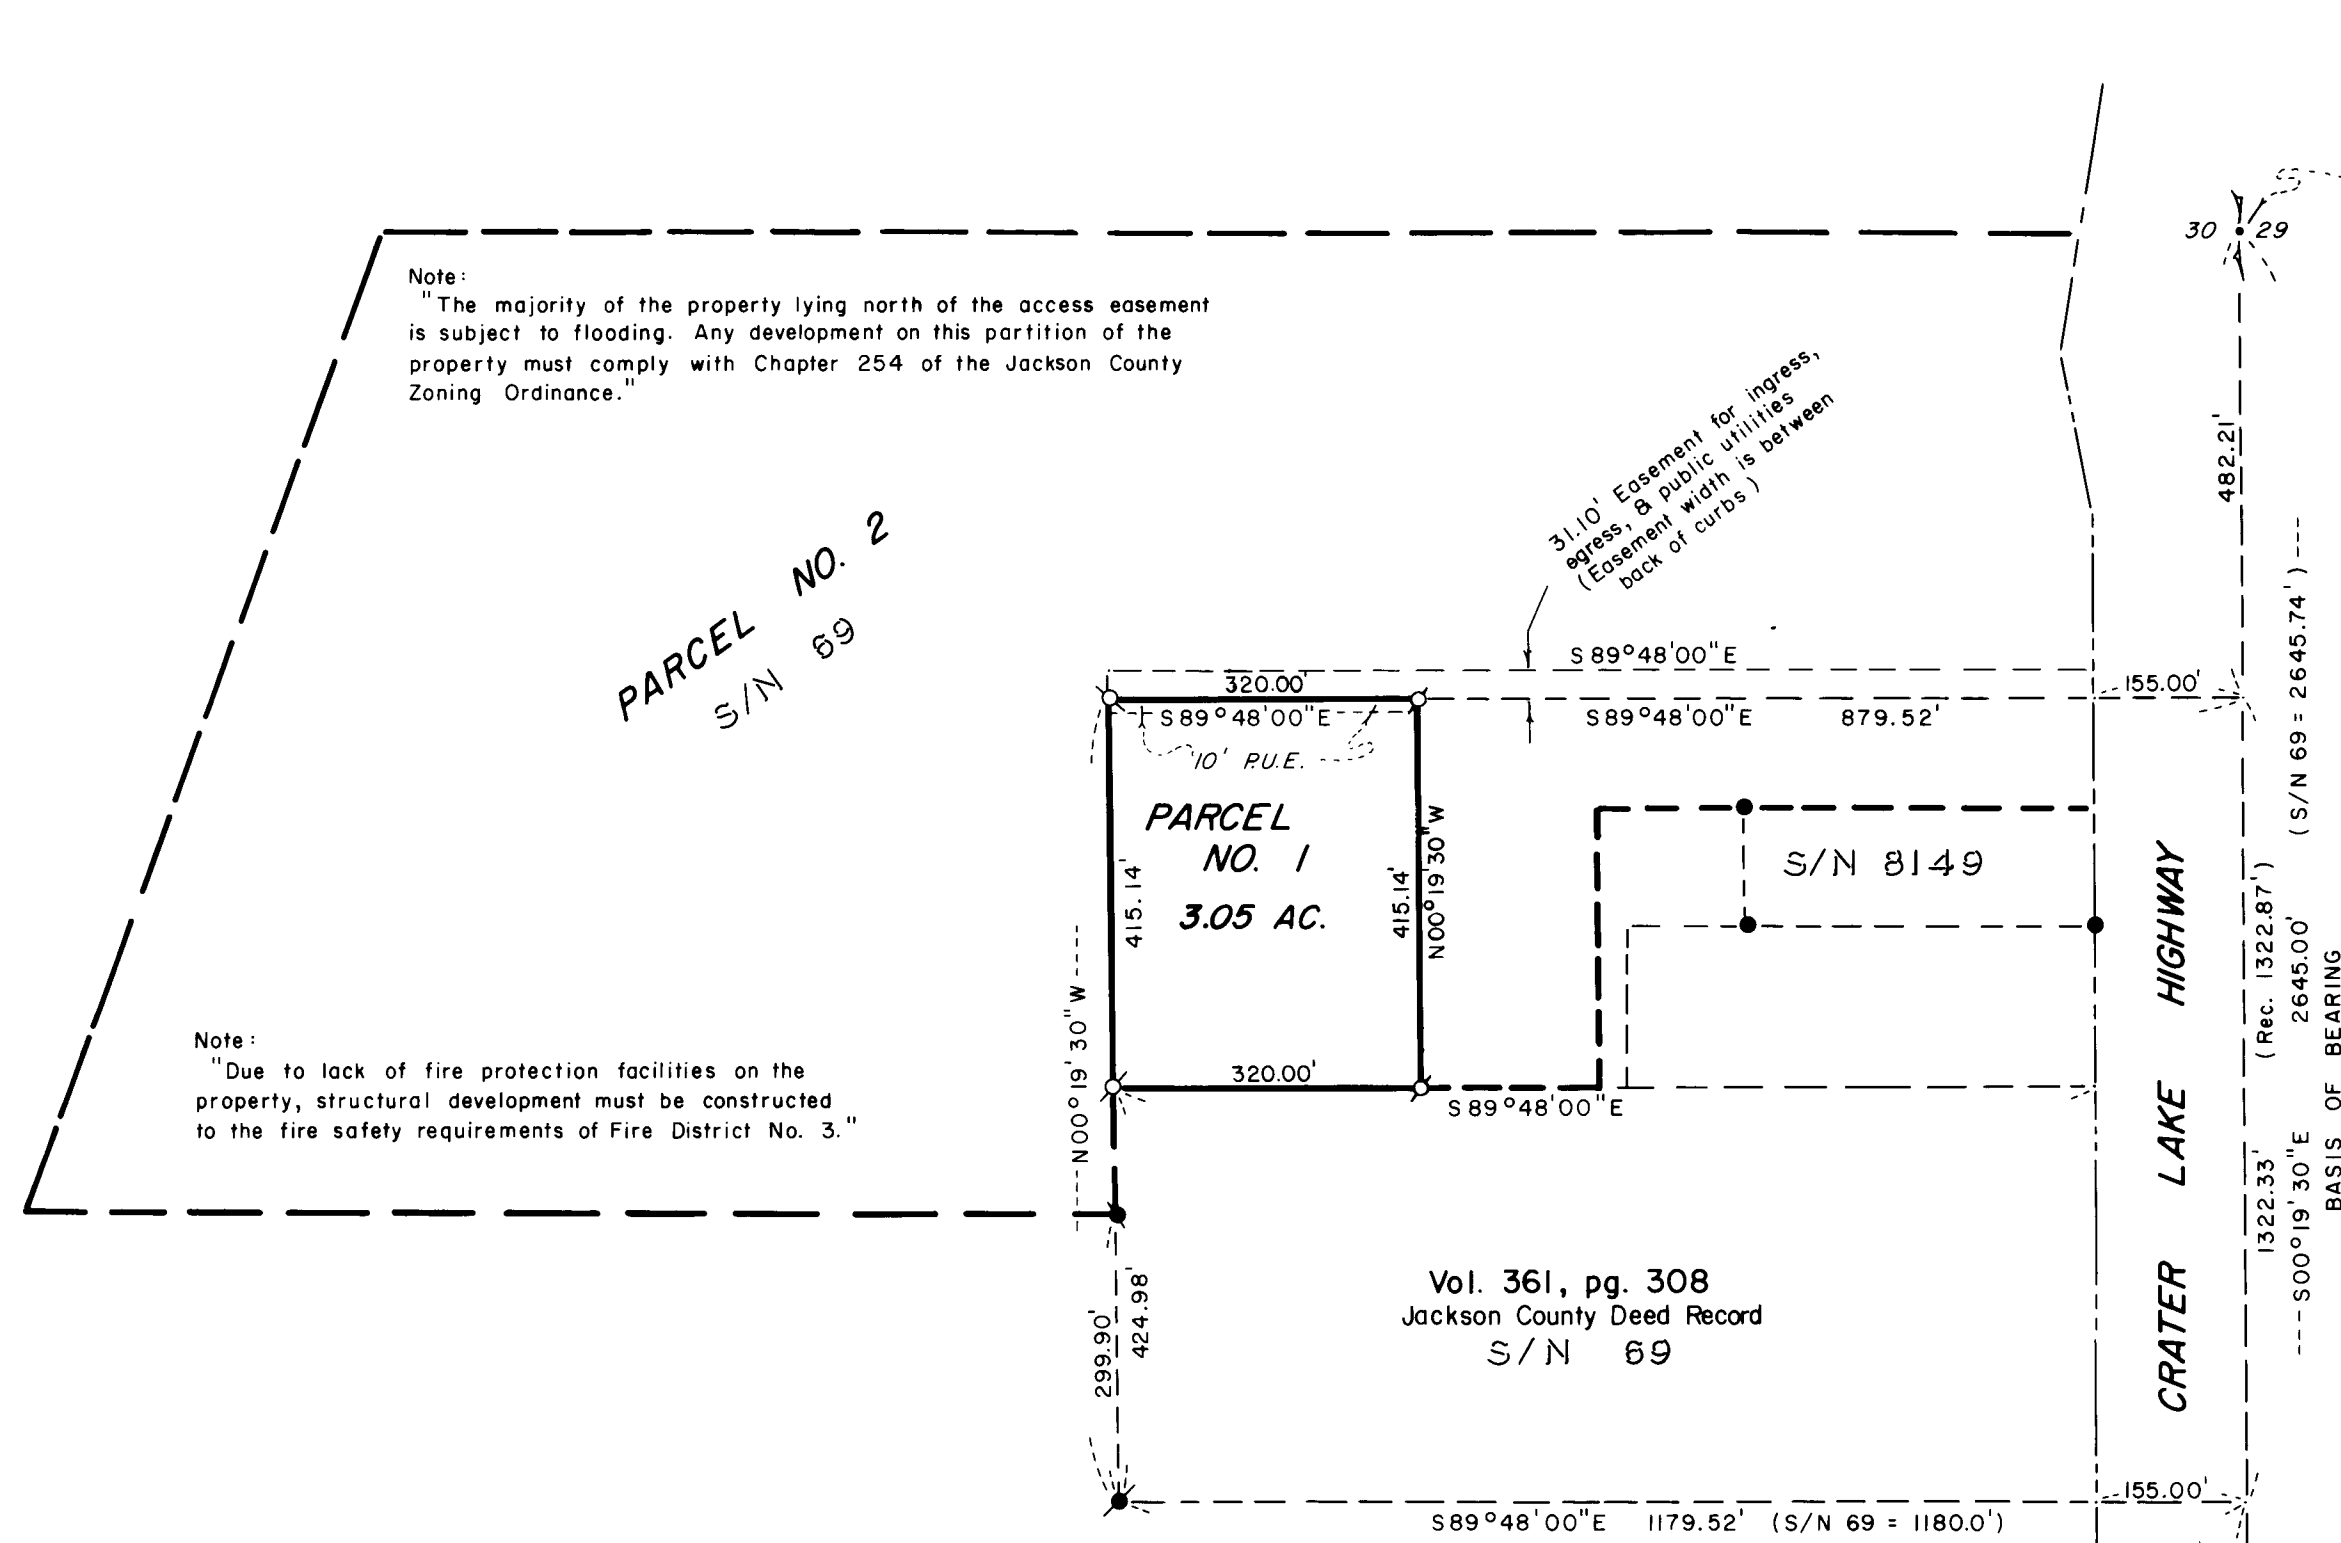 30 29
Note:
"The majority of the property lying north of the access easement
is subject to flooding. Any development on this partition of the
property must comply with Chapter 254 of the Jackson County
Zoning Ordinance."
31.10' Easement for ingress,
egress, & public utilities
(Easement width is between
back of curbs)
482.21'
PARCEL NO. 2
S/N 69
S 89°48'00"E
320.00'
155.00'
S 89°48'00"E
S 89°48'00"E 879.52'
10' P.U.E.
PARCEL
NO. 1
3.05 AC.
415.14'
415.14'
N00°19'30"W
S/N 8149
(S/N 69 = 2645.74')
(Rec. 1322.87')
2645.00'
BASIS OF BEARING
CRATER LAKE HIGHWAY
N00°19'30"W
Note:
"Due to lack of fire protection facilities on the
property, structural development must be constructed
to the fire safety requirements of Fire District No. 3."
320.00'
S 89°48'00"E
1322.33'
S00°19'30"E
Vol. 361, pg. 308
Jackson County Deed Record
S/N 69
299.90'
424.98'
155.00'
S 89°48'00"E 1179.52' (S/N 69 = 1180.0')